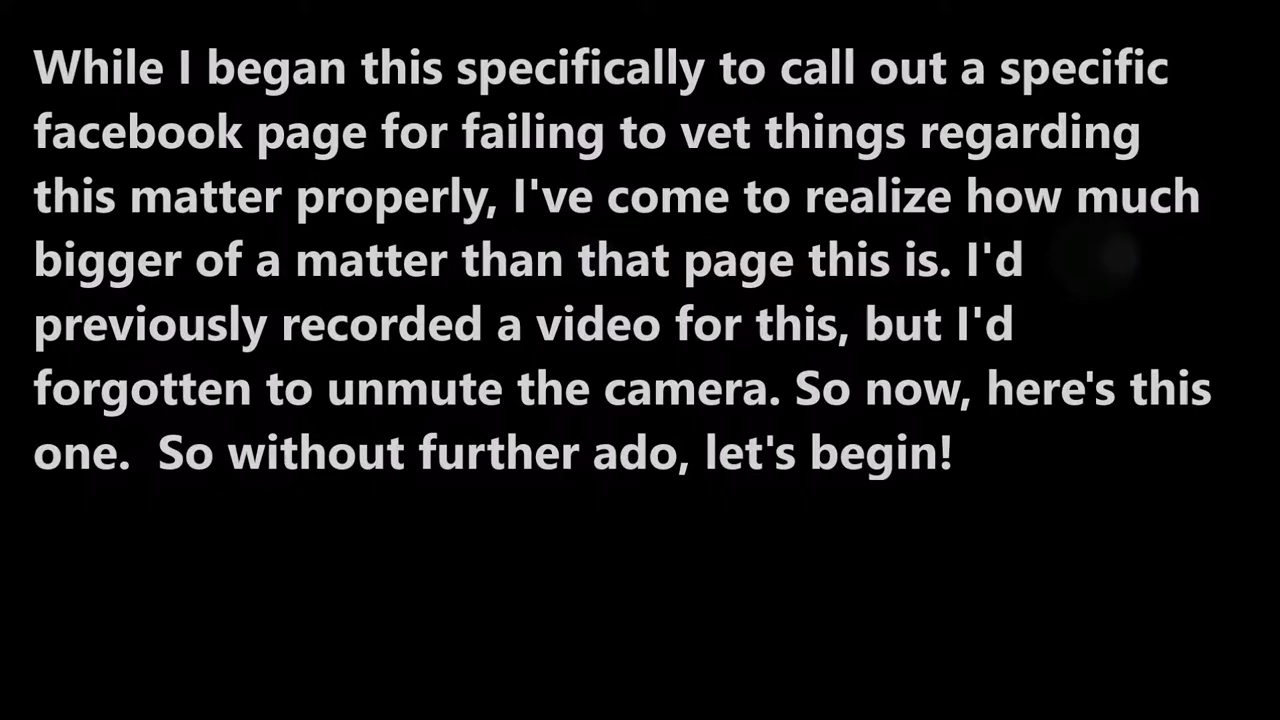 While I began this specifically to call out a specific
facebook page for failing to vet things regarding
this matter properly, I've come to realize how much
bigger of a matter than that page this is. I'd
previously recorded a video for this, but I'd
forgotten to unmute the camera. So now, here's this
one.  So without further ado, let's begin!